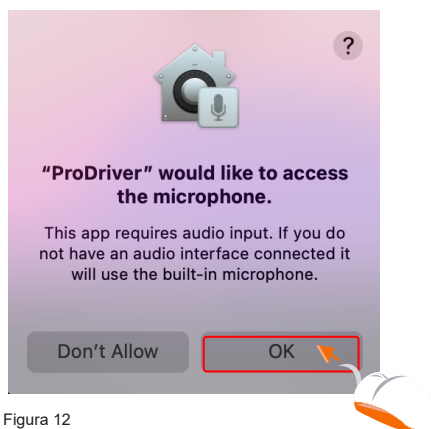 ?
“ProDriver” would like to access
the microphone.
This app requires audio input. If you do
not have an audio interface connected it
will use the built-in microphone.
Don’t Allow
OK
Figura 12